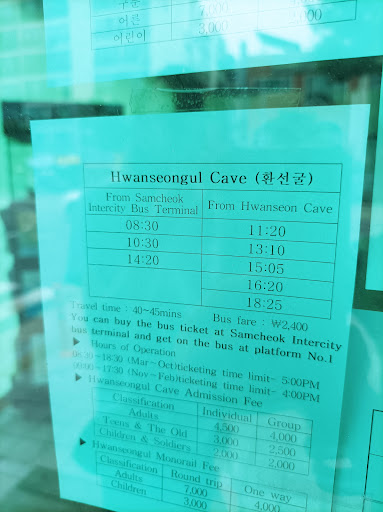 구분
7,000
어른
어린이 3,000 5,000
Hwanseongul Cave (환선굴)
From Samcheok Intercity Bus Terminal From Hwanseon Cave
08:30 11:20
10:30 13:10
14:20 15:05
16:20
18:25
Travel time : 40~45mins Bus fare : ₩2,400
You can buy the bus ticket at Samcheok Intercity
bus terminal and get on the bus at platform No.1
▶ Hours of Operation
08:30~18:30 (Mar~Oct)ticketing time limit- 5:00PM
09:00~17:30 (Nov~Feb)ticketing time limit- 4:00PM
▶ Hwanseongul Cave Admission Fee
Classification Individual Group
Adults 4,500 4,000
Teens & The Old 3,000 2,500
Children & Soldiers 2,000 2,000
▶ Hwanseongul Monorail Fee
Classification Round trip One way
Adults 7,000 4,000
Children 3,000